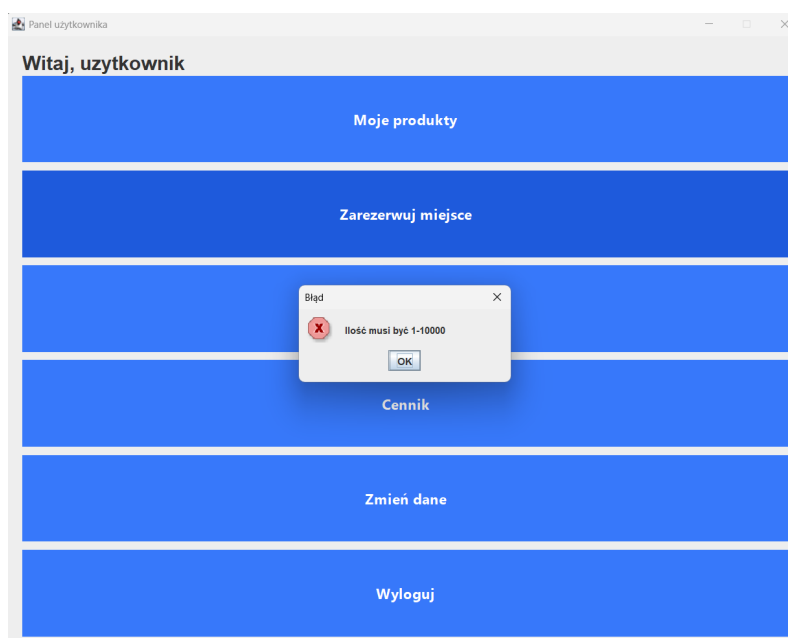 Panel użytkownika
Witaj, uzytkownik
Moje produkty
Zarezerwuj miejsce
Błąd
Ilość musi być 1-10000
OK
Cennik
Zmień dane
Wyloguj